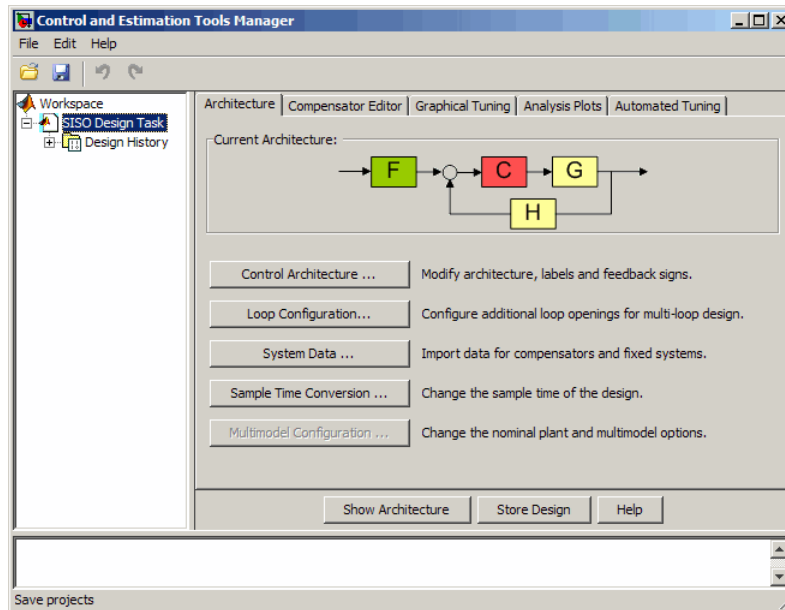 Control and Estimation Tools Manager
File Edit Help
Workspace
SISO Design Task
Design History
Architecture Compensator Editor Graphical Tuning Analysis Plots Automated Tuning
Current Architecture:
F C G
H
Control Architecture ... Modify architecture, labels and feedback signs.
Loop Configuration... Configure additional loop openings for multi-loop design.
System Data ... Import data for compensators and fixed systems.
Sample Time Conversion ... Change the sample time of the design.
Multimodel Configuration ... Change the nominal plant and multimodel options.
Show Architecture Store Design Help
Save projects